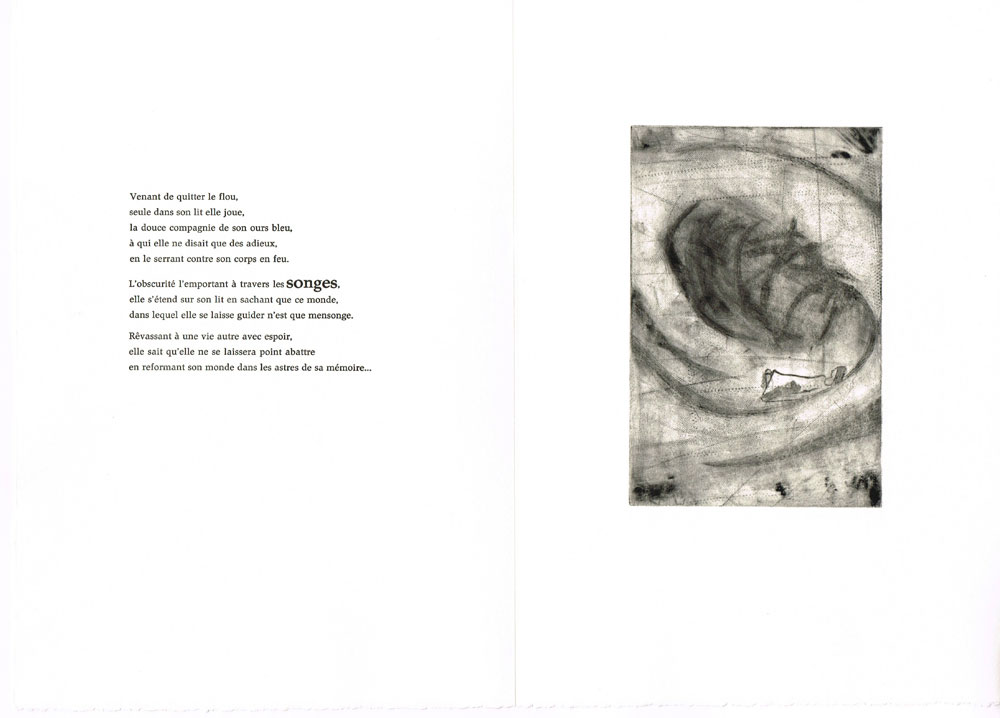 Venant de quitter le flou,
seule dans son lit elle joue,
la douce compagnie de son ours bleu,
à qui elle ne disait que des adieux,
en le serrant contre son corps en feu.
L'obscurité l'emportant à travers les songes,
elle s'étend sur son lit en sachant que ce monde,
dans lequel elle se laisse guider n'est que mensonge.
Rêvassant à une vie autre avec espoir,
elle sait qu'elle ne se laissera point abattre
en reformant son monde dans les astres de sa mémoire...